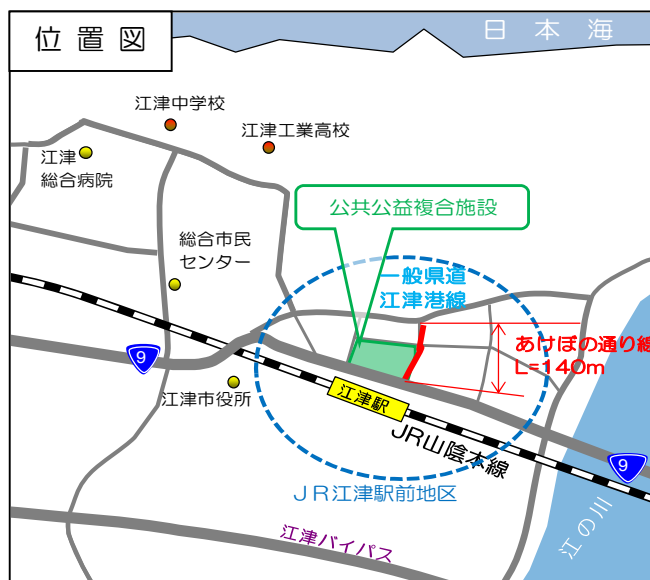 位置図
日本海
江津中学校
江津工業高校
江津
総合病院
公共公益複合施設
総合市民
センター
一般県道
江津港線
あけぼの通り線
L=140m
9
江津市役所
江津駅
JR山陰本線
9
JR江津駅前地区
江の川
江津バイパス